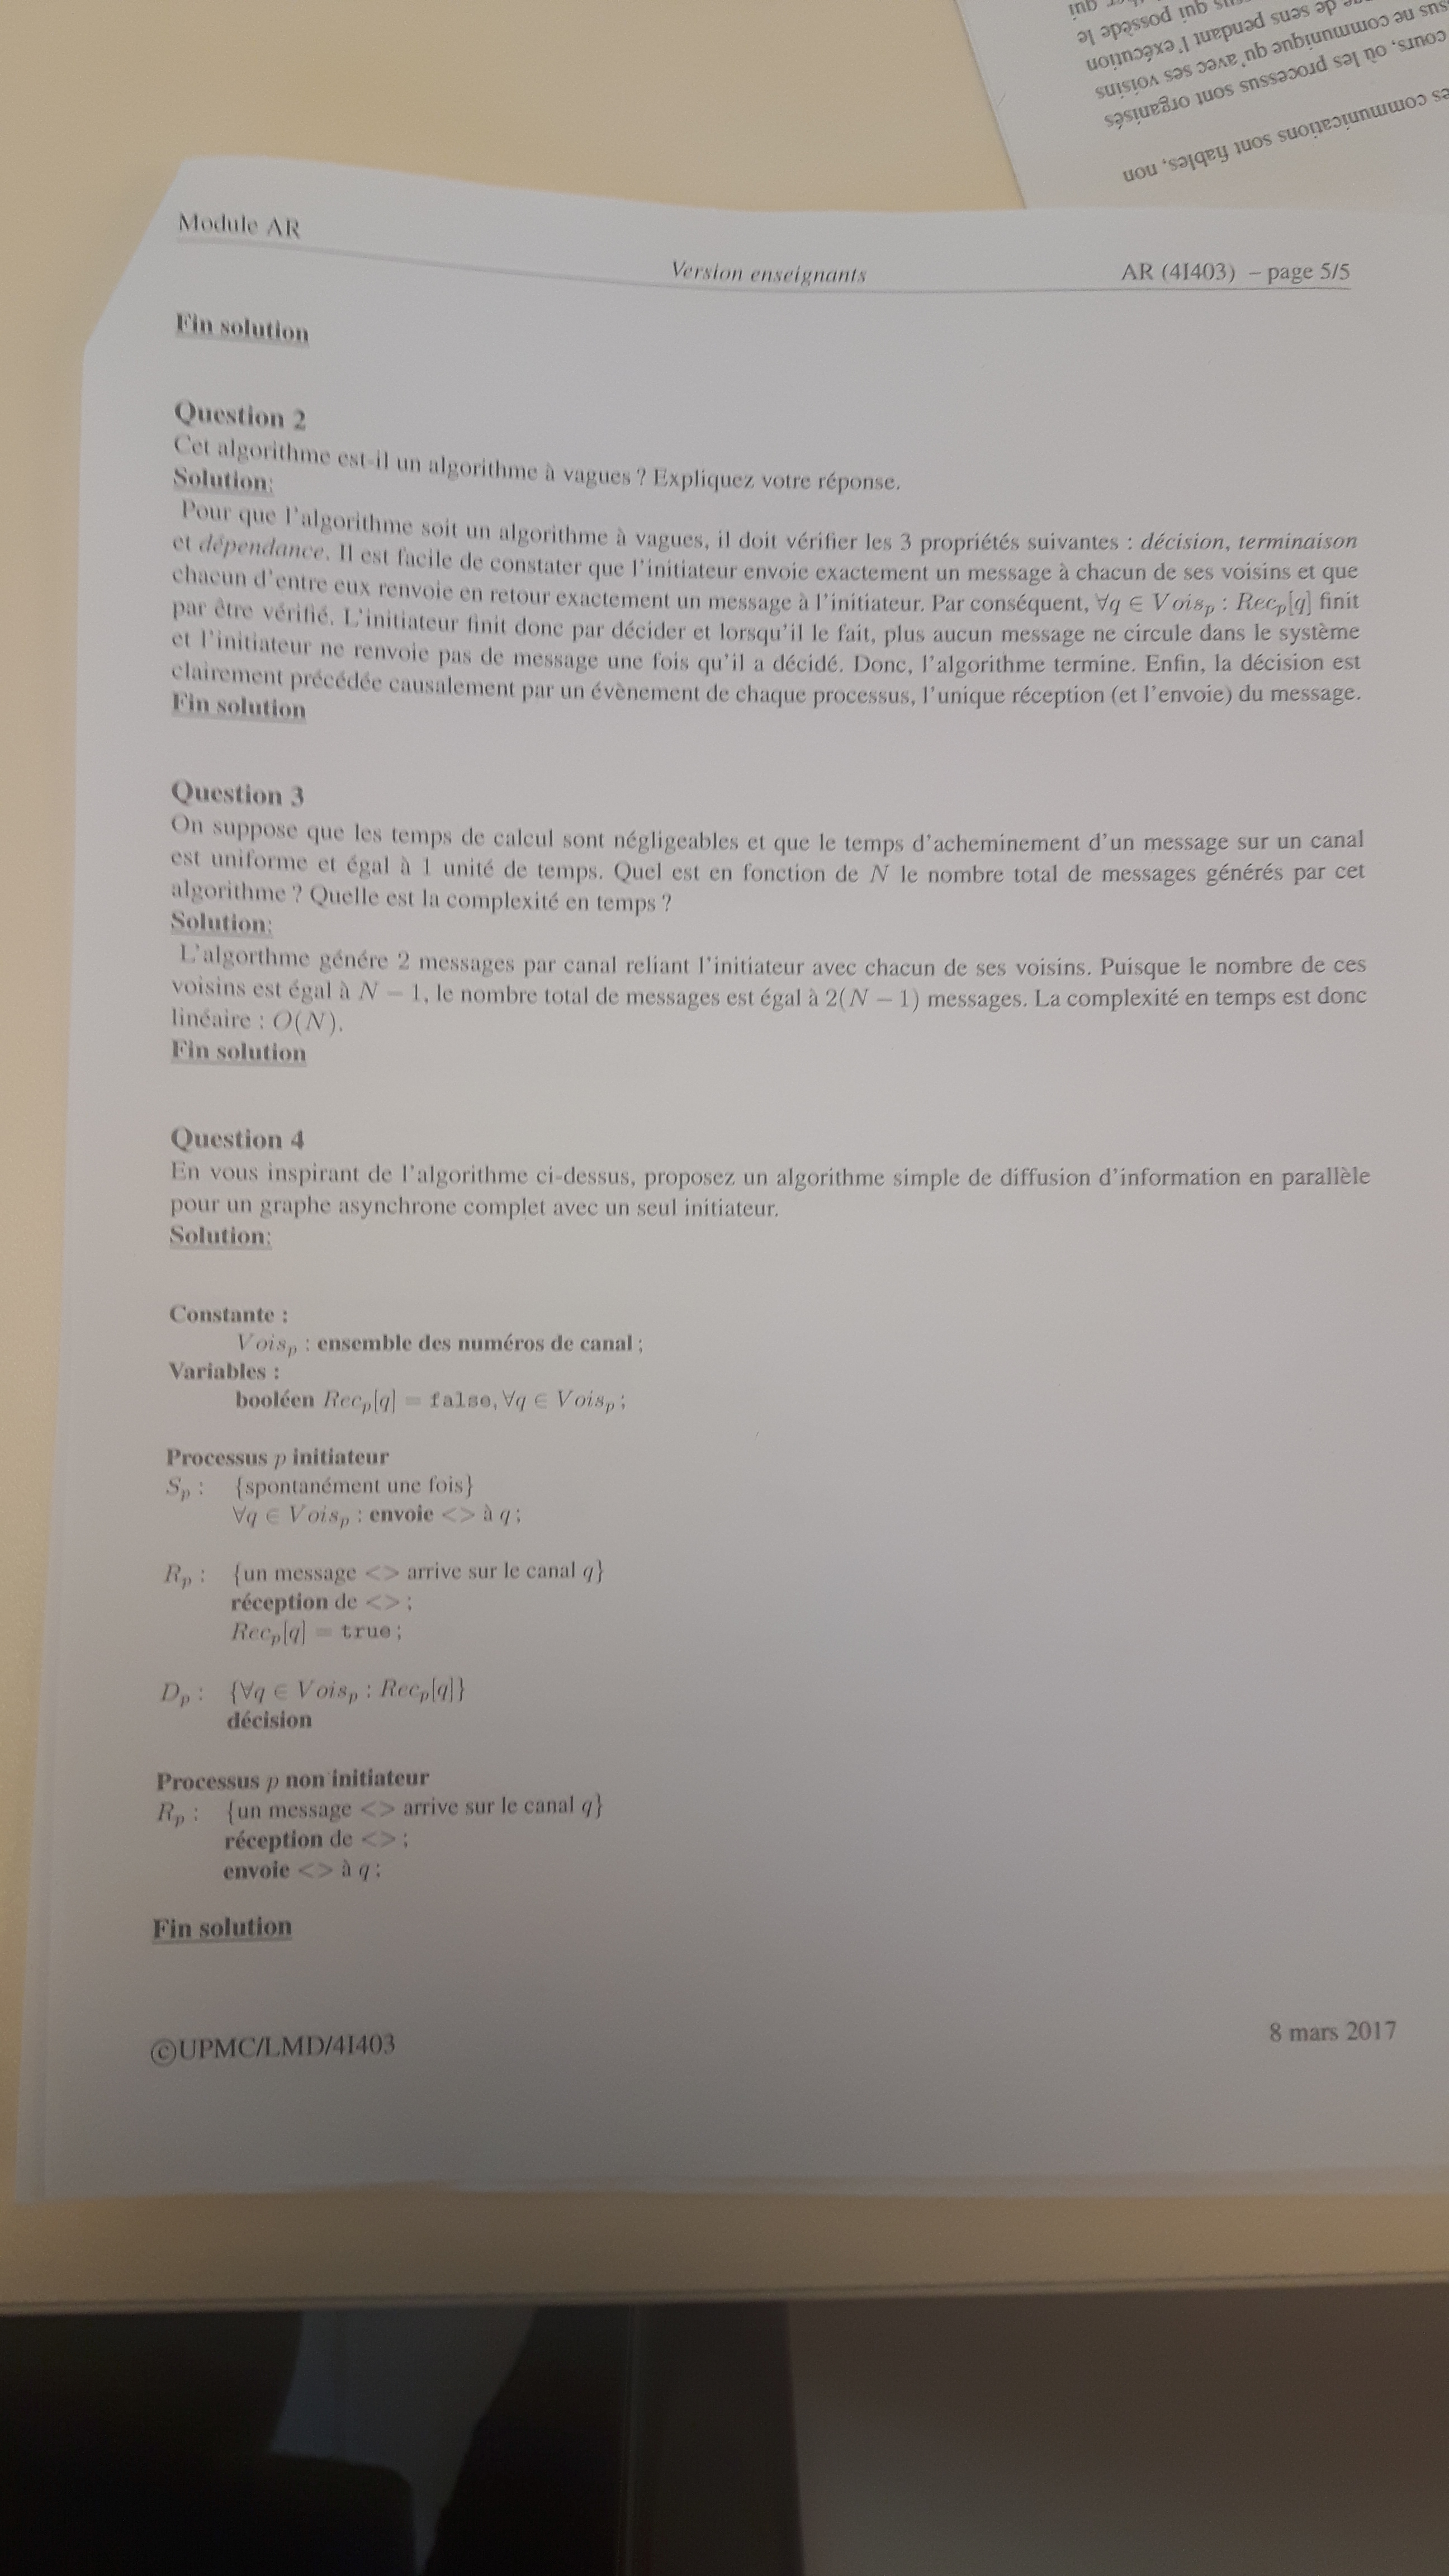 es communications sont fiables, non
cours, où les processus sont organisés
sus ne communique qu'avec ses voisins
de sens pendant l'exécution
qui possède le
qui
Module AR
Version enseignants
AR (4I403) – page 5/5
Fin solution
Question 2
Cet algorithme est-il un algorithme à vagues ? Expliquez votre réponse.
Solution:
Pour que l'algorithme soit un algorithme à vagues, il doit vérifier les 3 propriétés suivantes : décision, terminaison
et dépendance. Il est facile de constater que l'initiateur envoie exactement un message à chacun de ses voisins et que
chacun d'entre eux renvoie en retour exactement un message à l'initiateur. Par conséquent, ∀q ∈ Vois_p : Rec_p[q] finit
par être vérifié. L'initiateur finit donc par décider et lorsqu'il le fait, plus aucun message ne circule dans le système
et l'initiateur ne renvoie pas de message une fois qu'il a décidé. Donc, l'algorithme termine. Enfin, la décision est
clairement précédée causalement par un évènement de chaque processus, l'unique réception (et l'envoie) du message.
Fin solution
Question 3
On suppose que les temps de calcul sont négligeables et que le temps d'acheminement d'un message sur un canal
est uniforme et égal à 1 unité de temps. Quel est en fonction de N le nombre total de messages générés par cet
algorithme ? Quelle est la complexité en temps ?
Solution:
L'algorthme génére 2 messages par canal reliant l'initiateur avec chacun de ses voisins. Puisque le nombre de ces
voisins est égal à N − 1, le nombre total de messages est égal à 2(N − 1) messages. La complexité en temps est donc
linéaire : O(N).
Fin solution
Question 4
En vous inspirant de l'algorithme ci-dessus, proposez un algorithme simple de diffusion d'information en parallèle
pour un graphe asynchrone complet avec un seul initiateur.
Solution:
Constante :
Vois_p : ensemble des numéros de canal ;
Variables :
booléen Rec_p[q] = false, ∀q ∈ Vois_p ;
Processus p initiateur
S_p : {spontanément une fois}
∀q ∈ Vois_p : envoie <> à q ;
R_p : {un message <> arrive sur le canal q}
réception de <> ;
Rec_p[q] = true ;
D_p : {∀q ∈ Vois_p : Rec_p[q]}
décision
Processus p non initiateur
R_p : {un message <> arrive sur le canal q}
réception de <> ;
envoie <> à q ;
Fin solution
©UPMC/LMD/4I403
8 mars 2017